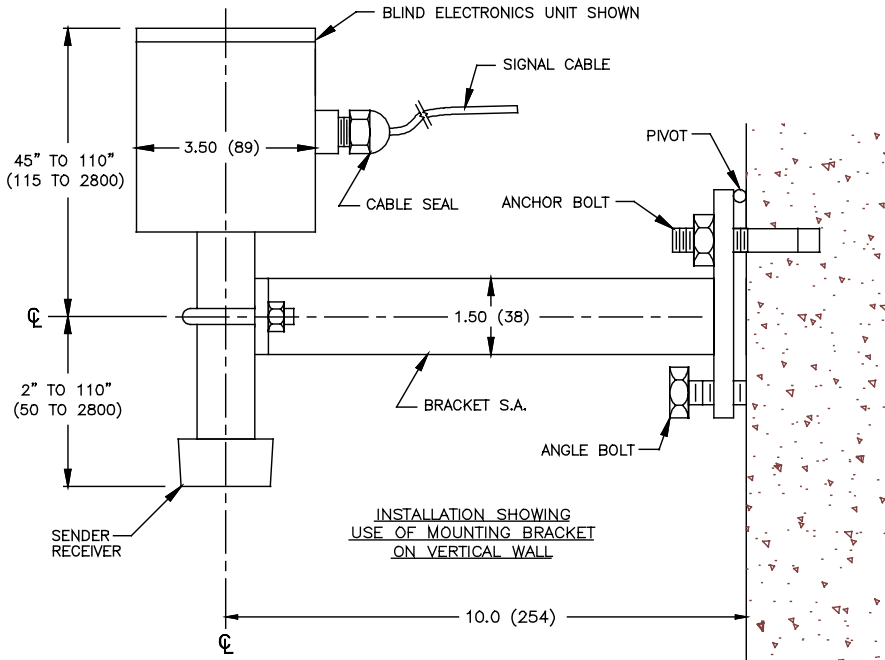 BLIND ELECTRONICS UNIT SHOWN
SIGNAL CABLE
PIVOT
3.50 (89)
45” TO 110”
(115 TO 2800)
CABLE SEAL
ANCHOR BOLT
℄
1.50 (38)
2” TO 110”
(50 TO 2800)
BRACKET S.A.
ANGLE BOLT
INSTALLATION SHOWING
USE OF MOUNTING BRACKET
ON VERTICAL WALL
SENDER
RECEIVER
10.0 (254)
℄